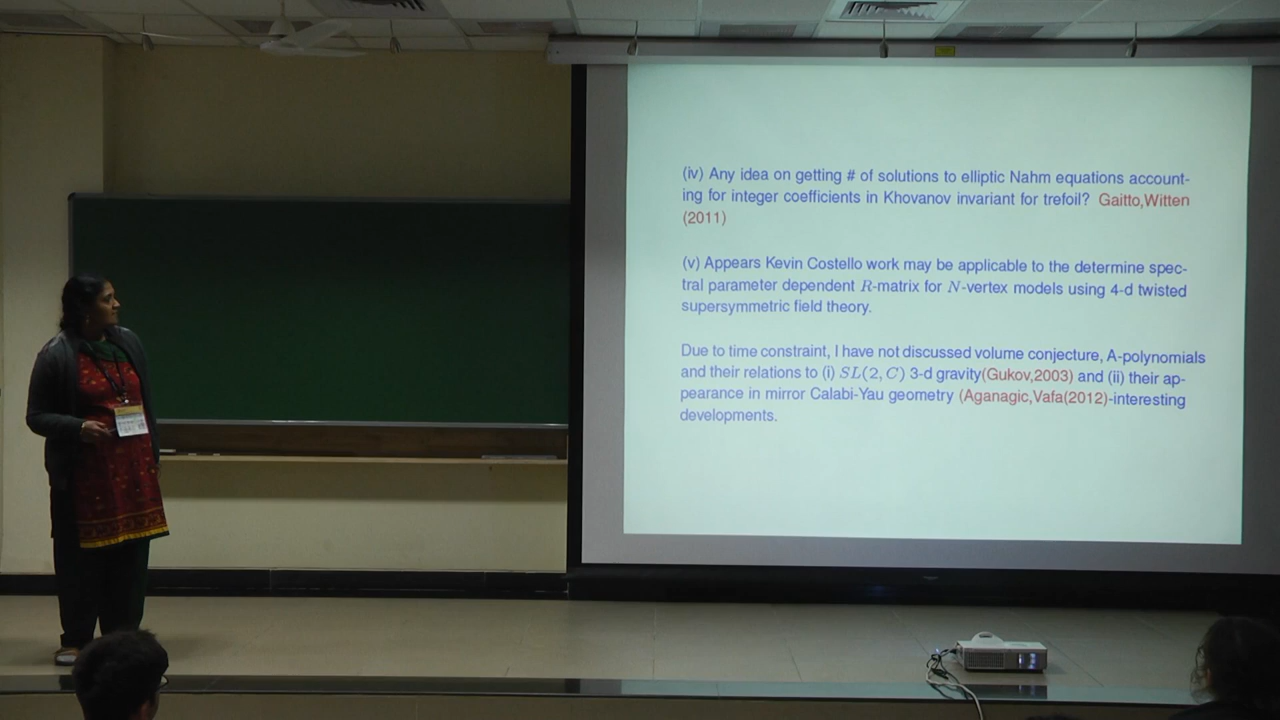 (iv) Any idea on getting # of solutions to elliptic Nahm equations account-
ing for integer coefficients in Khovanov invariant for trefoil? Gaitto,Witten
(2011)
(v) Appears Kevin Costello work may be applicable to the determine spec-
tral parameter dependent R-matrix for N-vertex models using 4-d twisted
supersymmetric field theory.
Due to time constraint, I have not discussed volume conjecture, A-polynomials
and their relations to (i) SL(2, C) 3-d gravity(Gukov,2003) and (ii) their ap-
pearance in mirror Calabi-Yau geometry (Aganagic,Vafa(2012)-interesting
developments.